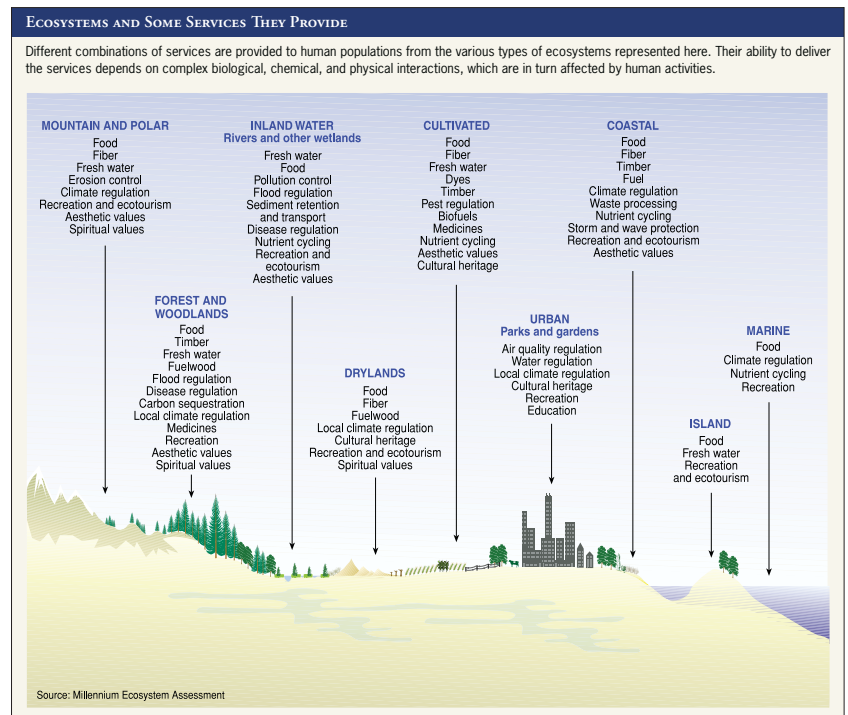 ECOSYSTEMS AND SOME SERVICES THEY PROVIDE
Different combinations of services are provided to human populations from the various types of ecosystems represented here. Their ability to deliver
the services depends on complex biological, chemical, and physical interactions, which are in turn affected by human activities.
MOUNTAIN AND POLAR
Food
Fiber
Fresh water
Erosion control
Climate regulation
Recreation and ecotourism
Aesthetic values
Spiritual values
INLAND WATER
Rivers and other wetlands
Fresh water
Food
Pollution control
Flood regulation
Sediment retention
and transport
Disease regulation
Nutrient cycling
Recreation and
ecotourism
Aesthetic values
CULTIVATED
Food
Fiber
Fresh water
Dyes
Timber
Pest regulation
Biofuels
Medicines
Nutrient cycling
Aesthetic values
Cultural heritage
COASTAL
Food
Fiber
Timber
Fuel
Climate regulation
Waste processing
Nutrient cycling
Storm and wave protection
Recreation and ecotourism
Aesthetic values
FOREST AND
WOODLANDS
Food
Timber
Fresh water
Fuelwood
Flood regulation
Disease regulation
Carbon sequestration
Local climate regulation
Medicines
Recreation
Aesthetic values
Spiritual values
DRYLANDS
Food
Fiber
Fuelwood
Local climate regulation
Cultural heritage
Recreation and ecotourism
Spiritual values
URBAN
Parks and gardens
Air quality regulation
Water regulation
Local climate regulation
Cultural heritage
Recreation
Education
MARINE
Food
Climate regulation
Nutrient cycling
Recreation
ISLAND
Food
Fresh water
Recreation
and ecotourism
Source: Millennium Ecosystem Assessment